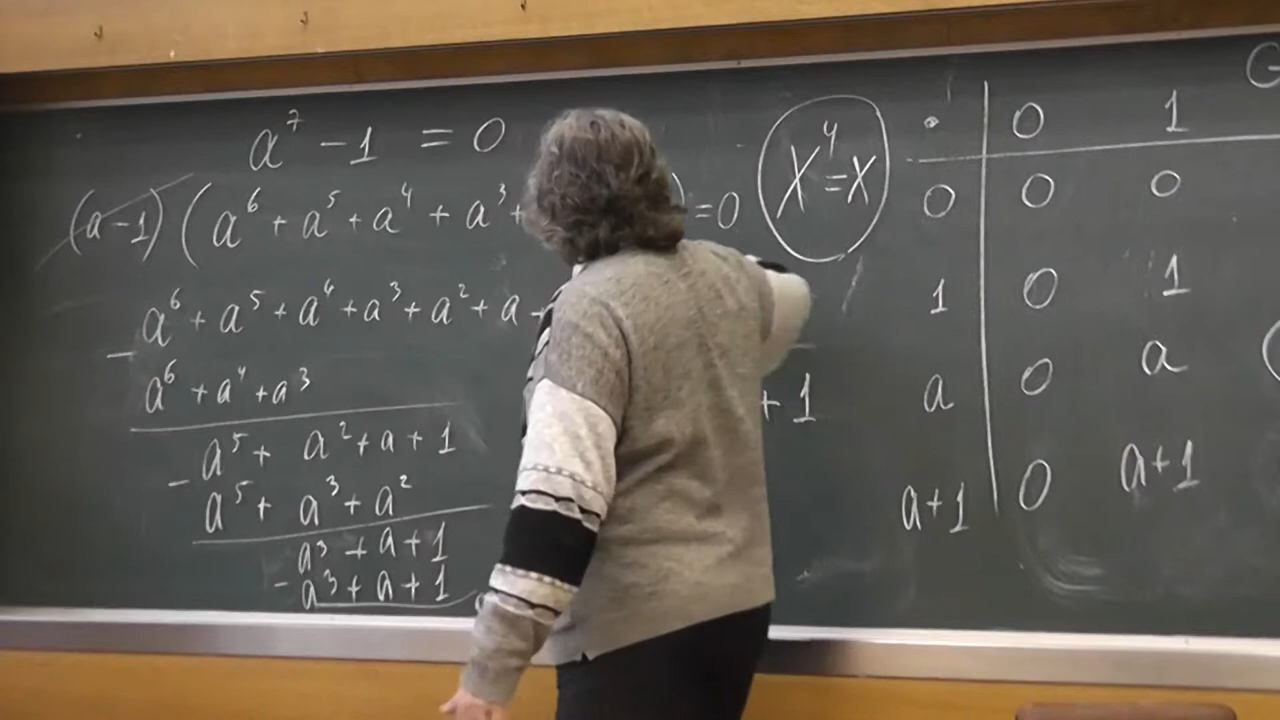 a⁷ - 1 = 0
(a-1) (a⁶ + a⁵ + a⁴ + a³ + ) = 0
a⁶ + a⁵ + a⁴ + a³ + a² + a +
- a⁶ + a⁴ + a³
a⁵ + a² + a + 1
- a⁵ + a³ + a²
a³ + a + 1
- a³ + a + 1
+ 1
X⁴ = X
· 0 1
0 0 0
1 0 1
a 0 a
a+1 0 a+1